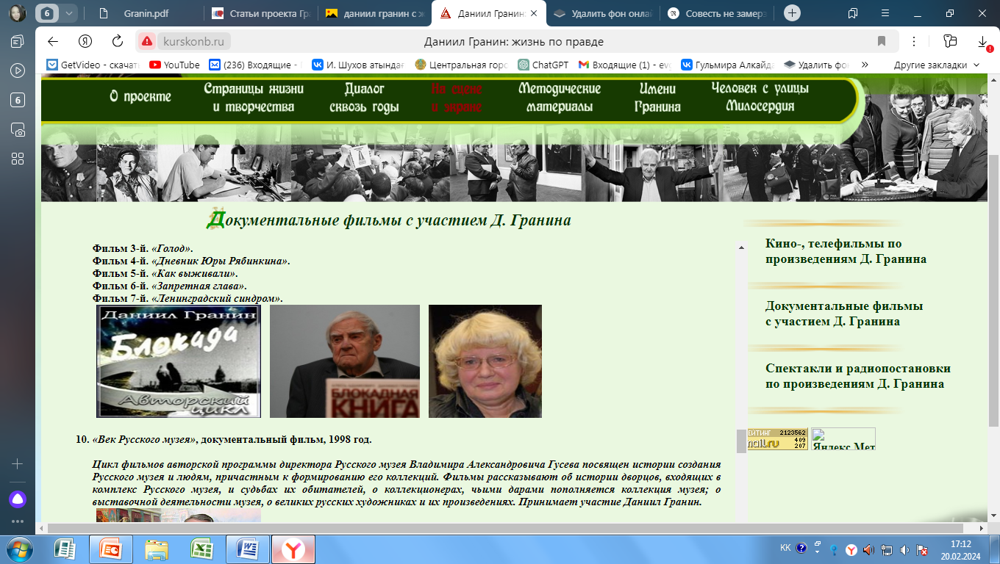 6
Granin.pdf
Статьи проекта Гра
даниил гранин с ж
Даниил Гранин:
Удалить фон онлай
Совесть не замерз
kurskonb.ru
Даниил Гранин: жизнь по правде
GetVideo - скачать
YouTube
(236) Входящие -
И. Шухов атындағ
Центральная горо
ChatGPT
Входящие (1) - evg
Гульмира Алкайда
Удалить фон
Другие закладки
О проекте
Страницы жизни
и творчества
Диалог
сквозь годы
На сцене
и экране
Методические
материалы
Имени
Гранина
Человек с улицы
Милосердия
6
Документальные фильмы с участием Д. Гранина
Фильм 3-й. «Голод».
Фильм 4-й. «Дневник Юры Рябинкина».
Фильм 5-й. «Как выживали».
Фильм 6-й. «Запретная глава».
Фильм 7-й. «Ленинградский синдром».
Даниил Гранин
Блокада
Авторский
цикл
БЛОКАДНАЯ
КНИГА
10. «Век Русского музея», документальный фильм, 1998 год.
Цикл фильмов авторской программы директора Русского музея Владимира Александровича Гусева посвящен истории создания
Русского музея и людям, причастным к формированию его коллекций. Фильмы рассказывают об истории дворцов, входящих в
комплекс Русского музея, и судьбах их обитателей, о коллекционерах, чьими дарами пополняется коллекция музея; о
выставочной деятельности музея, о великих русских художниках и их произведениях. Принимает участие Даниил Гранин.
Кино-, телефильмы по
произведениям Д. Гранина
Документальные фильмы
с участием Д. Гранина
Спектакли и радиопостановки
по произведениям Д. Гранина
ЕЙТИНГ 2123562
mail.ru 409
207
Яндекс.Мет
KK
17:12
20.02.2024